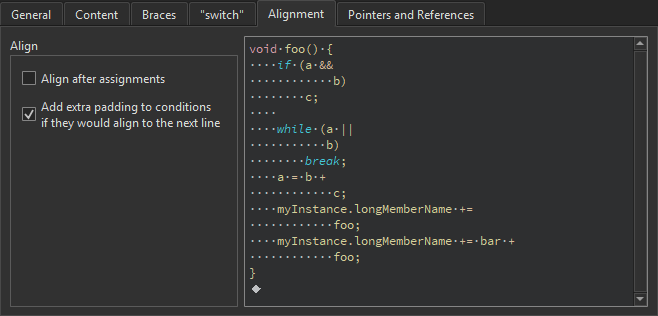 General Content Braces "switch" Alignment Pointers and References
Align
Align after assignments
Add extra padding to conditions
if they would align to the next line
void·foo()·{
····if·(a·&&
············b)
········c;
····
····while·(a·||
···········b)
········break;
····a·=·b·+
············c;
····myInstance.longMemberName·+=
············foo;
····myInstance.longMemberName·+=·bar·+
············foo;
}